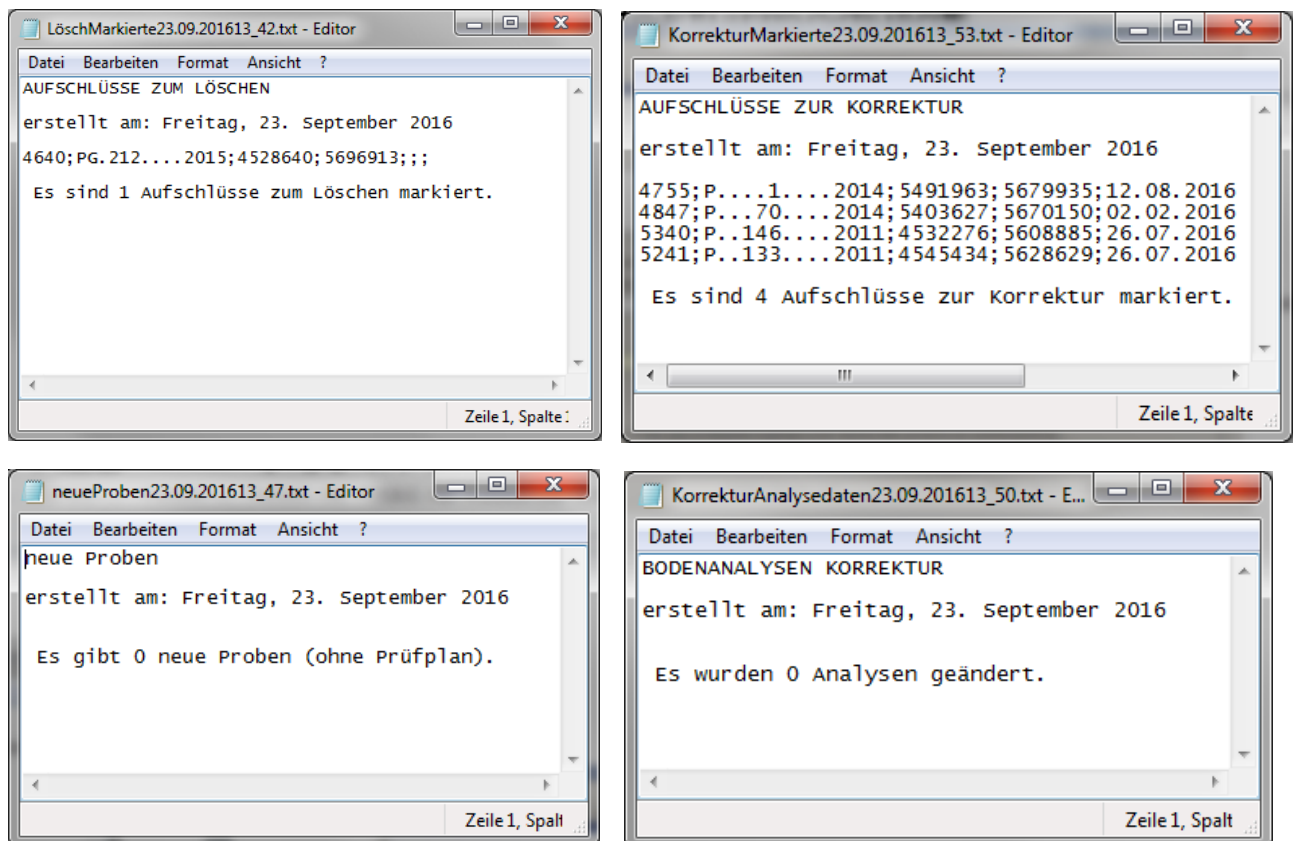 LöschMarkierte23.09.201613_42.txt - Editor
Datei Bearbeiten Format Ansicht ?
AUFSCHLÜSSE ZUM LÖSCHEN
erstellt am: Freitag, 23. September 2016
4640;PG.212....2015;4528640;5696913;;;
Es sind 1 Aufschlüsse zum Löschen markiert.
Zeile 1, Spalte
KorrekturMarkierte23.09.201613_53.txt - Editor
Datei Bearbeiten Format Ansicht ?
AUFSCHLÜSSE ZUR KORREKTUR
erstellt am: Freitag, 23. September 2016
4755;P....1....2014;5491963;5679935;12.08.2016
4847;P...70....2014;5403627;5670150;02.02.2016
5340;P..146....2011;4532276;5608885;26.07.2016
5241;P..133....2011;4545434;5628629;26.07.2016
Es sind 4 Aufschlüsse zur Korrektur markiert.
Zeile 1, Spalte
neueProben23.09.201613_47.txt - Editor
Datei Bearbeiten Format Ansicht ?
neue Proben
erstellt am: Freitag, 23. September 2016
Es gibt 0 neue Proben (ohne Prüfplan).
Zeile 1, Spalt
KorrekturAnalysedaten23.09.201613_50.txt - E...
Datei Bearbeiten Format Ansicht ?
BODENANALYSEN KORREKTUR
erstellt am: Freitag, 23. September 2016
Es wurden 0 Analysen geändert.
Zeile 1, Spalt